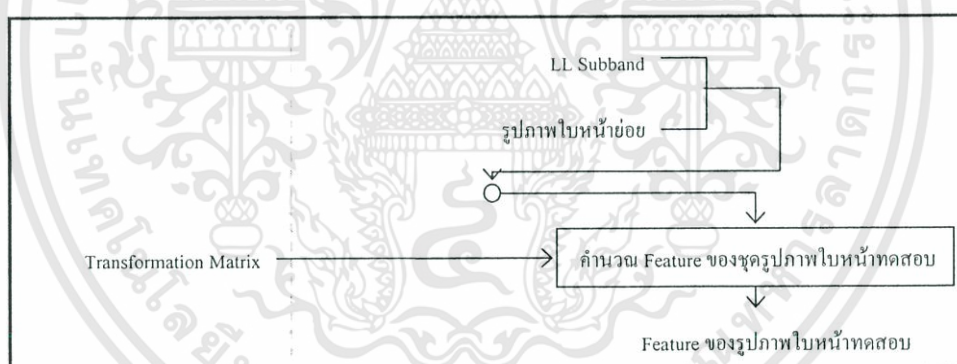 LL Subband
รูปภาพใบหน้าย่อย
Transformation Matrix
คำนวณ Feature ของชุดรูปภาพใบหน้าทดสอบ
Feature ของรูปภาพใบหน้าทดสอบ